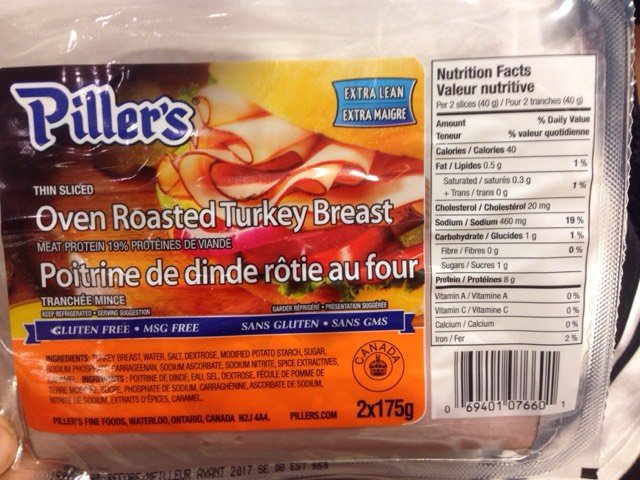 Piller's
EXTRA LEAN
EXTRA MAIGRE
THIN SLICED
Oven Roasted Turkey Breast
MEAT PROTEIN 19% PROTÉINES DE VIANDE
Poitrine de dinde rôtie au four
TRANCHÉE MINCE
KEEP REFRIGERATED • SERVING SUGGESTION
GARDER RÉFRIGÉRÉ • PRÉSENTATION SUGGÉRÉE
GLUTEN FREE • MSG FREE SANS GLUTEN • SANS GMS
INGREDIENTS: TURKEY BREAST, WATER, SALT, DEXTROSE, MODIFIED POTATO STARCH, SUGAR,
SODIUM PHOSPHATE, CARRAGEENAN, SODIUM ASCORBATE, SODIUM NITRITE, SPICE EXTRACTIVES,
CARAMEL. INGRÉDIENTS : POITRINE DE DINDE, EAU, SEL, DEXTROSE, FÉCULE DE POMME DE
TERRE MODIFIÉE, SUCRE, PHOSPHATE DE SODIUM, CARRAGHÉNINE, ASCORBATE DE SODIUM,
NITRITE DE SODIUM, EXTRAITS D'ÉPICES, CARAMEL.
CANADA
PILLER'S FINE FOODS, WATERLOO, ONTARIO, CANADA N2J 4A4. PILLERS.COM
2x175g
MEILLEUR AVANT 2017 SE 08 EST 550
Nutrition Facts
Valeur nutritive
Per 2 slices (40 g) / Pour 2 tranches (40 g)
Amount % Daily Value
Teneur % valeur quotidienne
Calories / Calories 40
Fat / Lipides 0.5 g 1 %
Saturated / saturés 0.3 g
+ Trans / trans 0 g 1 %
Cholesterol / Cholestérol 20 mg
Sodium / Sodium 460 mg 19 %
Carbohydrate / Glucides 1 g 1 %
Fibre / Fibres 0 g 0 %
Sugars / Sucres 1 g
Protein / Protéines 8 g
Vitamin A / Vitamine A 0 %
Vitamin C / Vitamine C 0 %
Calcium / Calcium 0 %
Iron / Fer 2 %
0 69401 07660 1